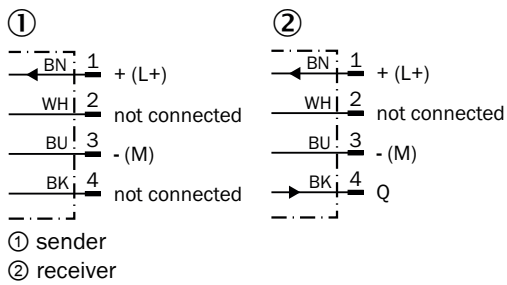 ① ②
BN 1 + (L+)
WH 2 not connected
BU 3 - (M)
BK 4 not connected
BN 1 + (L+)
WH 2 not connected
BU 3 - (M)
BK 4 Q
① sender
② receiver